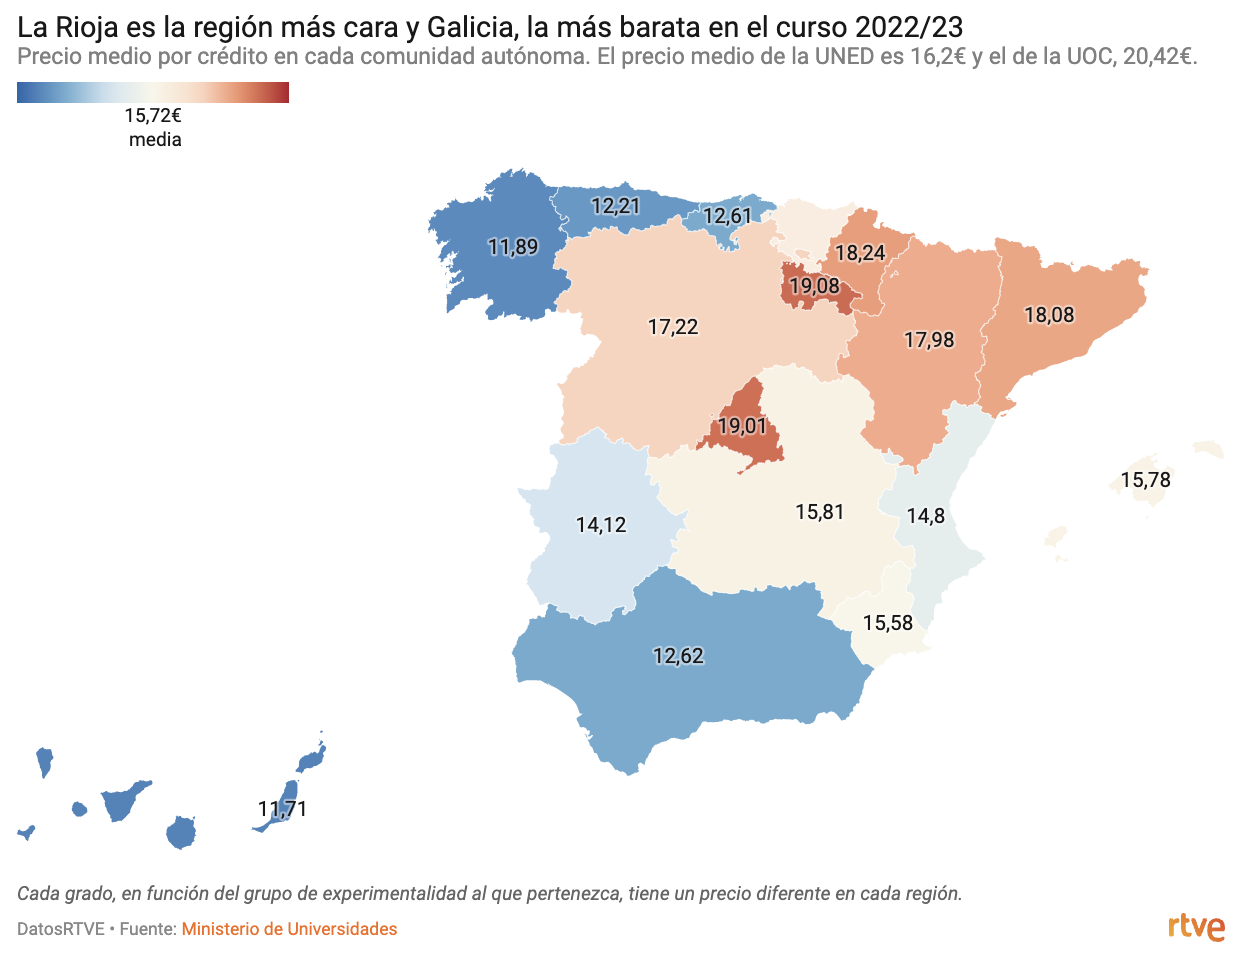 La Rioja es la región más cara y Galicia, la más barata en el curso 2022/23
Precio medio por crédito en cada comunidad autónoma. El precio medio de la UNED es 16,2€ y el de la UOC, 20,42€.
15,72€
media
12,21
12,61
11,89
18,24
19,08
18,08
17,22
17,98
19,01
15,78
14,12
15,81
14,8
15,58
12,62
11,71
Cada grado, en función del grupo de experimentalidad al que pertenezca, tiene un precio diferente en cada región.
DatosRTVE • Fuente: Ministerio de Universidades
rtve